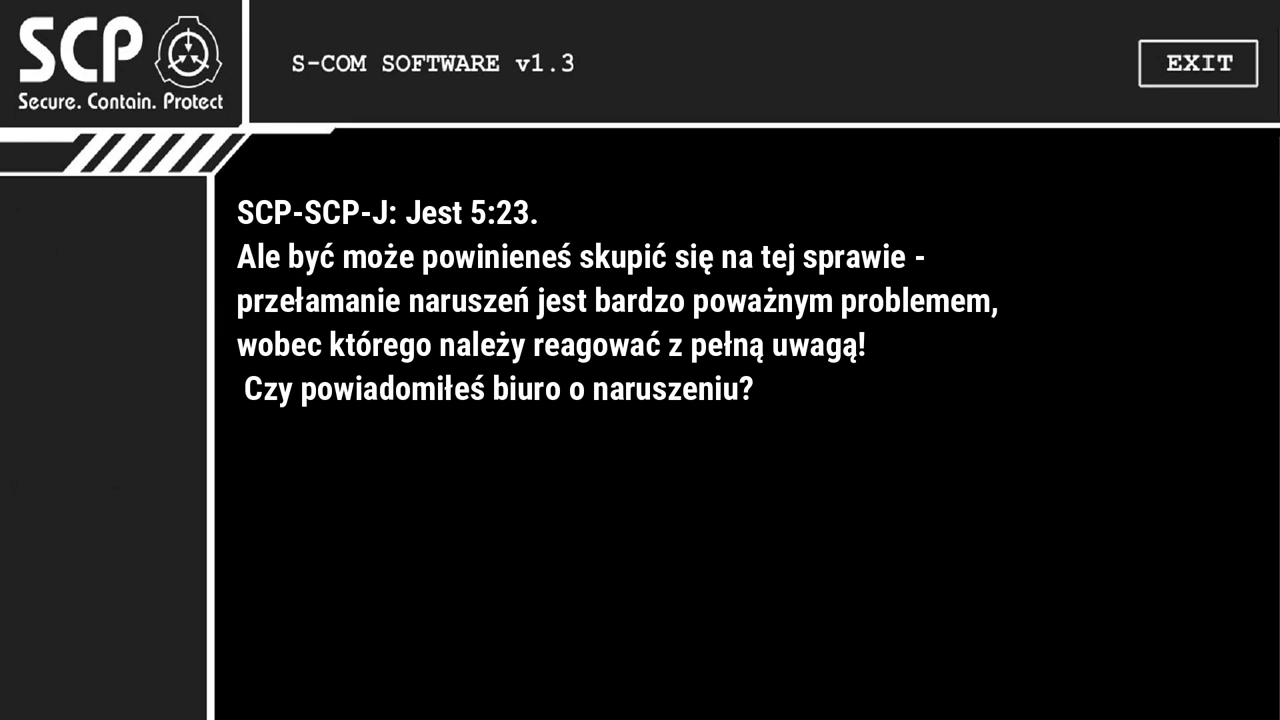 SCP
Secure. Contain. Protect
S-COM SOFTWARE v1.3
EXIT
SCP-SCP-J: Jest 5:23.
Ale być może powinieneś skupić się na tej sprawie -
przełamanie naruszeń jest bardzo poważnym problemem,
wobec którego należy reagować z pełną uwagą!
Czy powiadomiłeś biuro o naruszeniu?